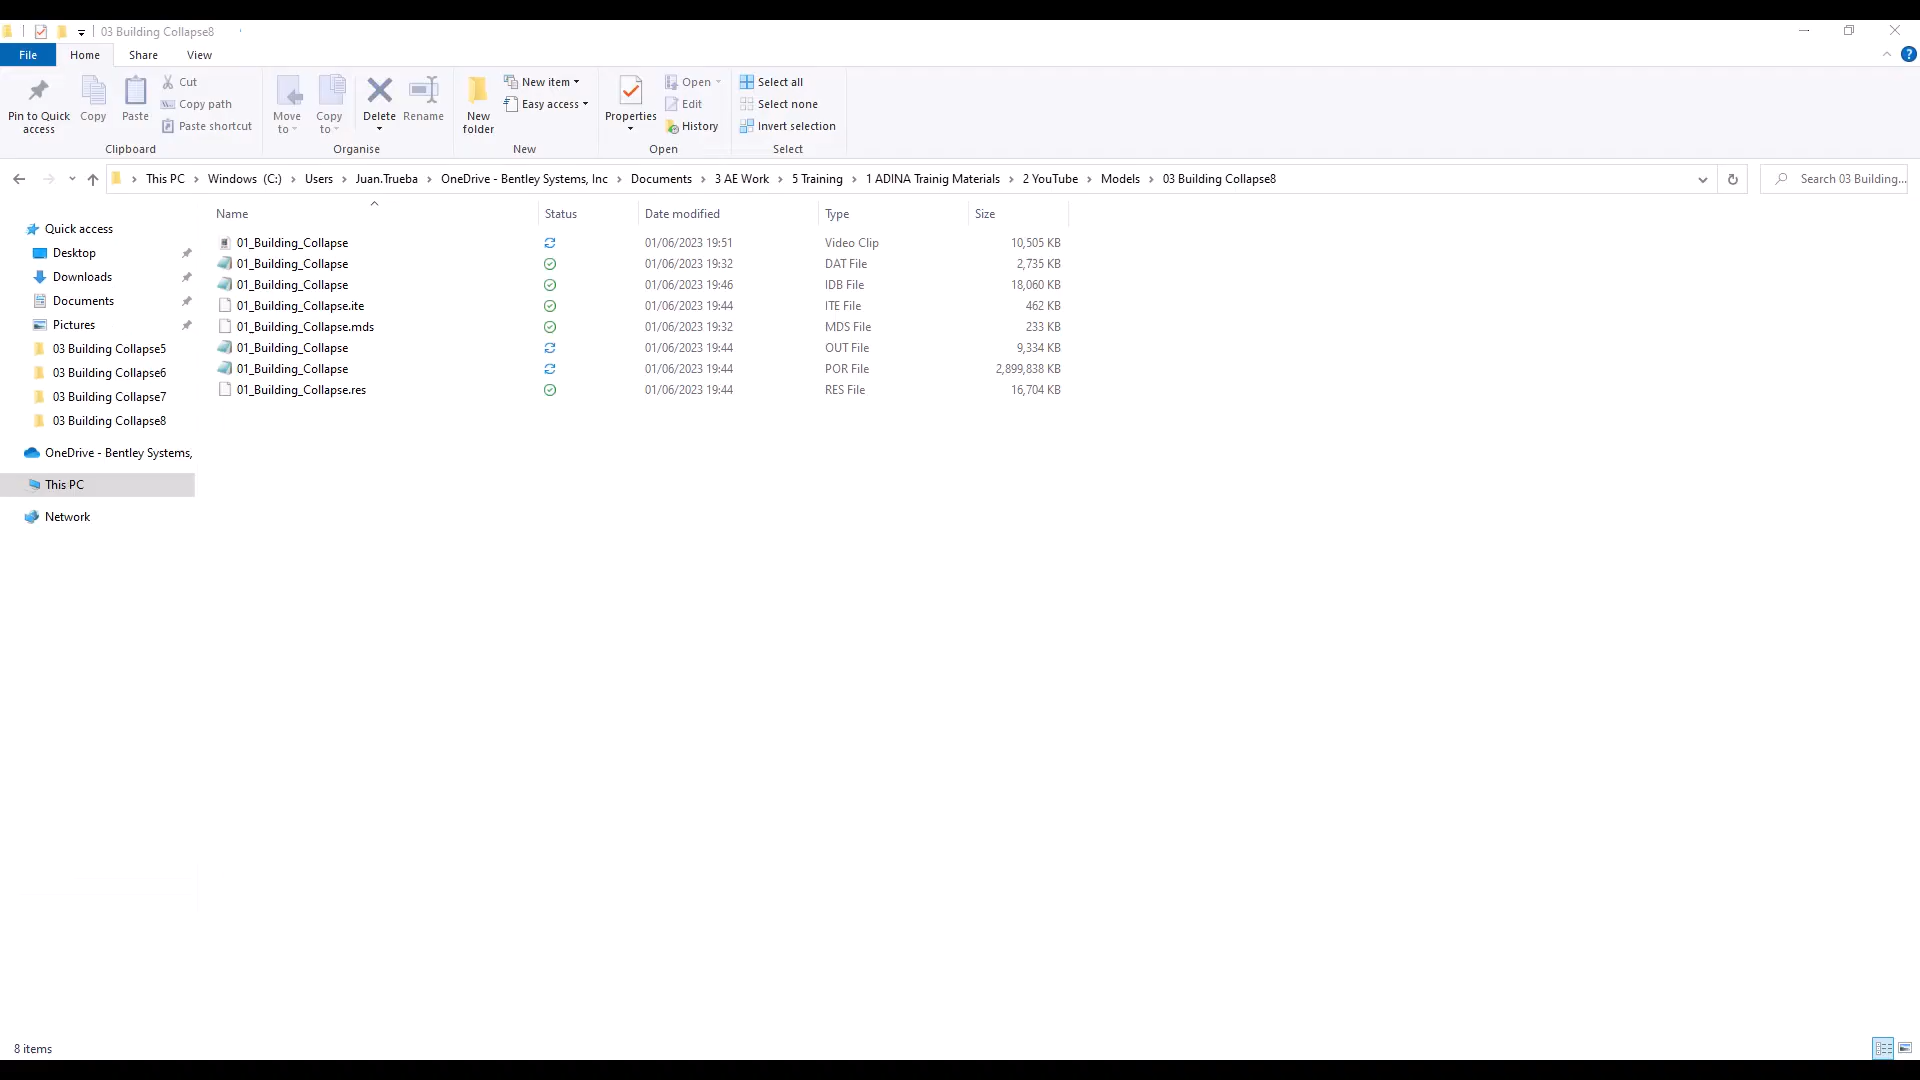 03 Building Collapse8
File Home Share View
Pin to Quick access
Copy
Paste
Cut
Copy path
Paste shortcut
Clipboard
Move to
Copy to
Delete
Rename
Organise
New folder
New item
Easy access
New
Properties
Open
Edit
History
Open
Select all
Select none
Invert selection
Select
This PC Windows (C:) Users Juan.Trueba OneDrive - Bentley Systems, Inc Documents 3 AE Work 5 Training 1 ADINA Trainig Materials 2 YouTube Models 03 Building Collapse8
Search 03 Building...
Quick access
Desktop
Downloads
Documents
Pictures
03 Building Collapse5
03 Building Collapse6
03 Building Collapse7
03 Building Collapse8
OneDrive - Bentley Systems,
This PC
Network
Name Status Date modified Type Size
01_Building_Collapse 01/06/2023 19:51 Video Clip 10,505 KB
01_Building_Collapse 01/06/2023 19:32 DAT File 2,735 KB
01_Building_Collapse 01/06/2023 19:46 IDB File 18,060 KB
01_Building_Collapse.ite 01/06/2023 19:44 ITE File 462 KB
01_Building_Collapse.mds 01/06/2023 19:32 MDS File 233 KB
01_Building_Collapse 01/06/2023 19:44 OUT File 9,334 KB
01_Building_Collapse 01/06/2023 19:44 POR File 2,899,838 KB
01_Building_Collapse.res 01/06/2023 19:44 RES File 16,704 KB
8 items